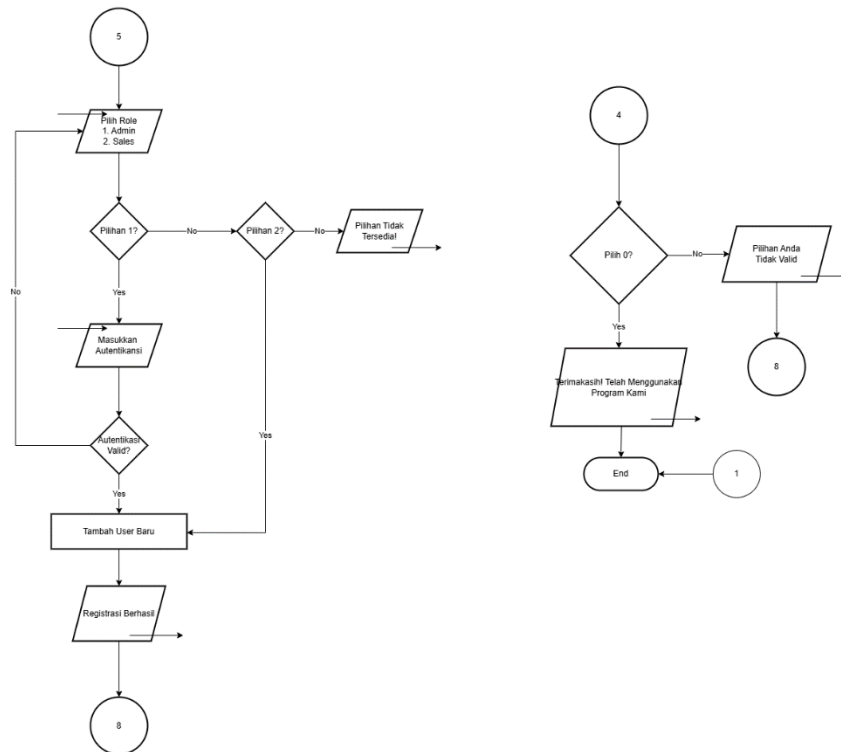 5
Pilih Role
1. Admin
2. Sales
Pilihan 1?
No
Pilihan 2?
No
Pilihan Tidak
Tersedia!
No
Yes
Masukkan
Autentikansi
Autentikasi
Valid?
Yes
Yes
Tambah User Baru
Registrasi Berhasil
8
4
Pilih 0?
No
Pilihan Anda
Tidak Valid
Yes
8
Terimakasih! Telah Menggunakan
Program Kami
End
1